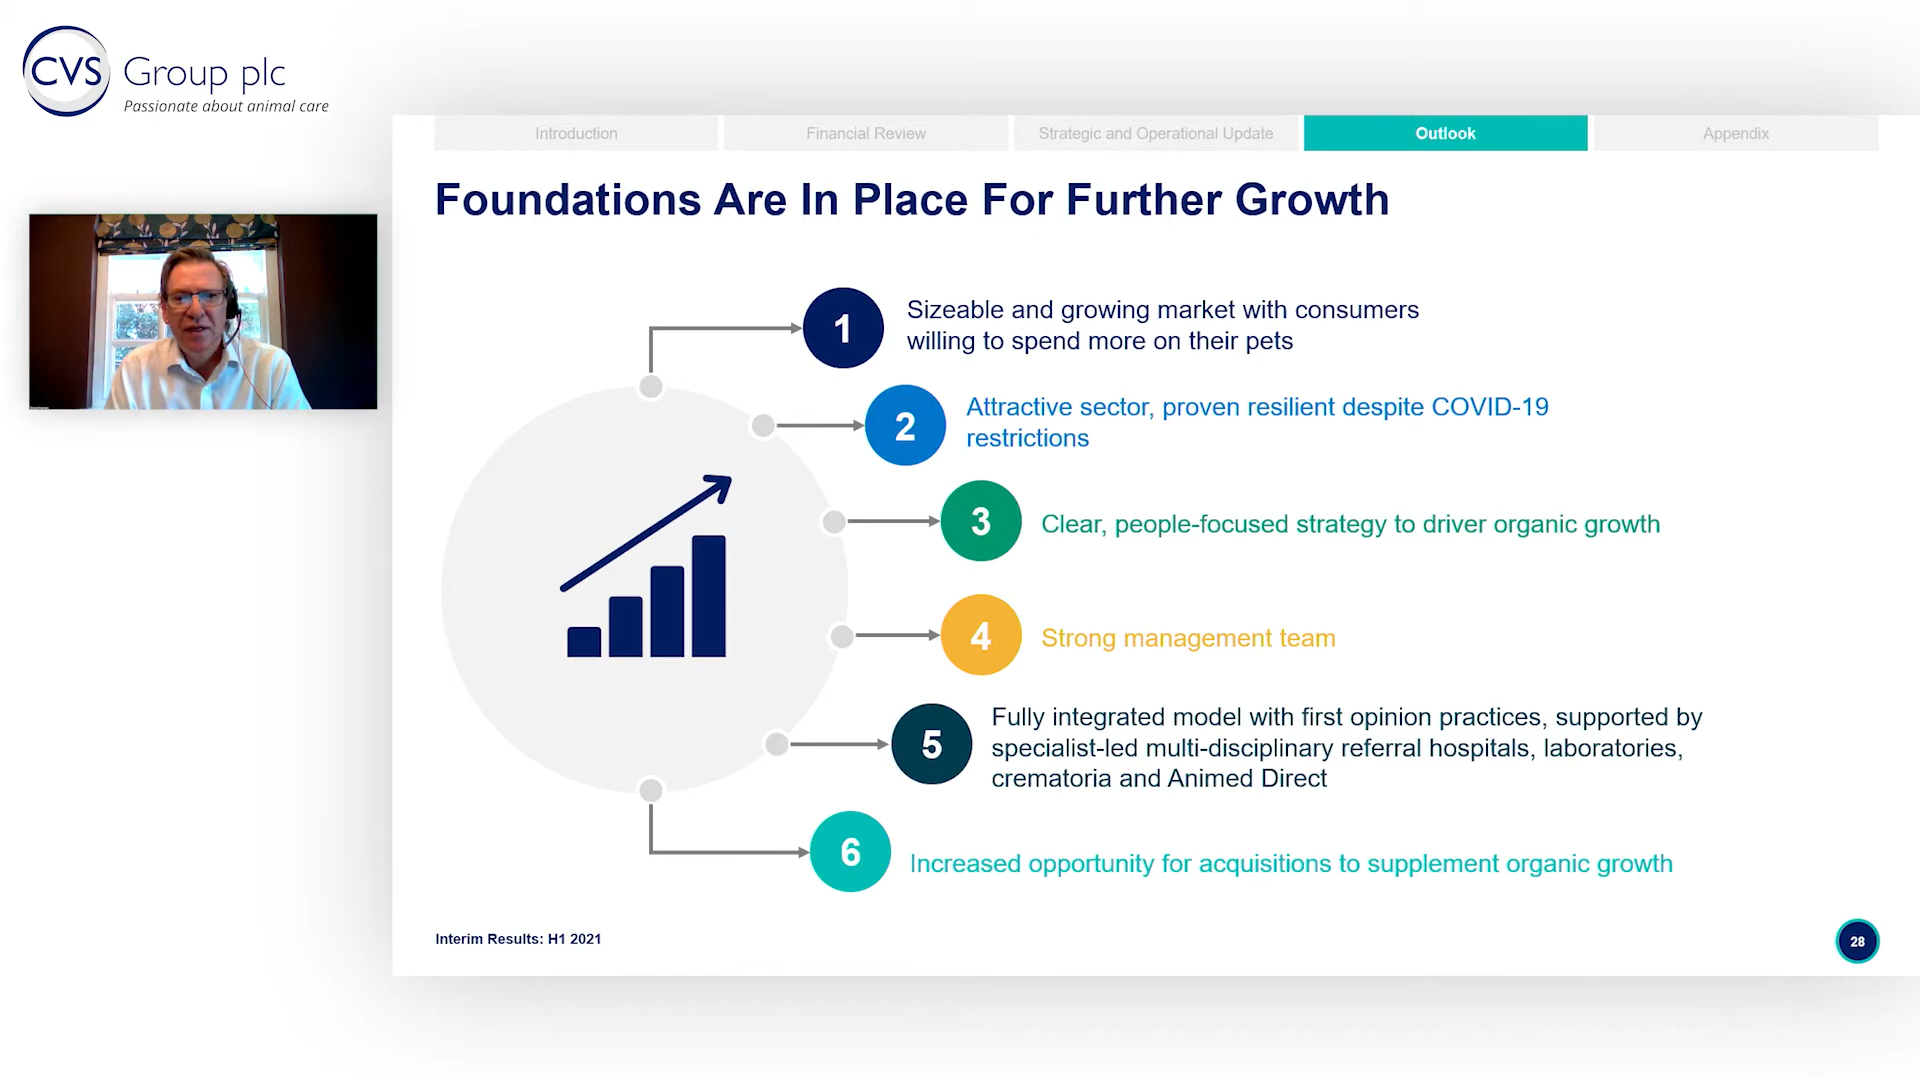 CVS Group plc
Passionate about animal care
Introduction
Financial Review
Strategic and Operational Update
Outlook
Appendix
Foundations Are In Place For Further Growth
1
Sizeable and growing market with consumers
willing to spend more on their pets
2
Attractive sector, proven resilient despite COVID-19
restrictions
3
Clear, people-focused strategy to driver organic growth
4
Strong management team
5
Fully integrated model with first opinion practices, supported by
specialist-led multi-disciplinary referral hospitals, laboratories,
crematoria and Animed Direct
6
Increased opportunity for acquisitions to supplement organic growth
Interim Results: H1 2021
28